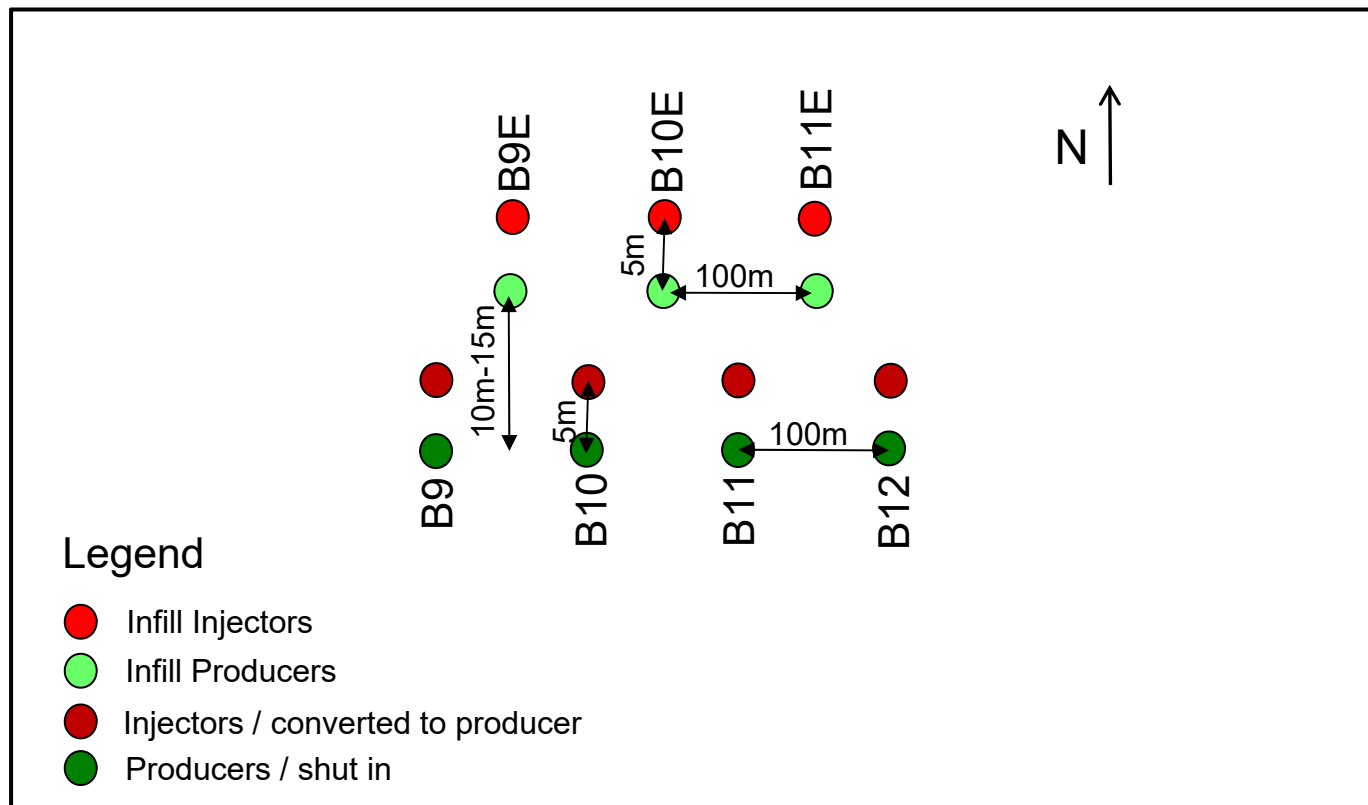 B9E
B10E
B11E
N
5m
100m
10m-15m
5m
100m
B9
B10
B11
B12
Legend
Infill Injectors
Infill Producers
Injectors / converted to producer
Producers / shut in